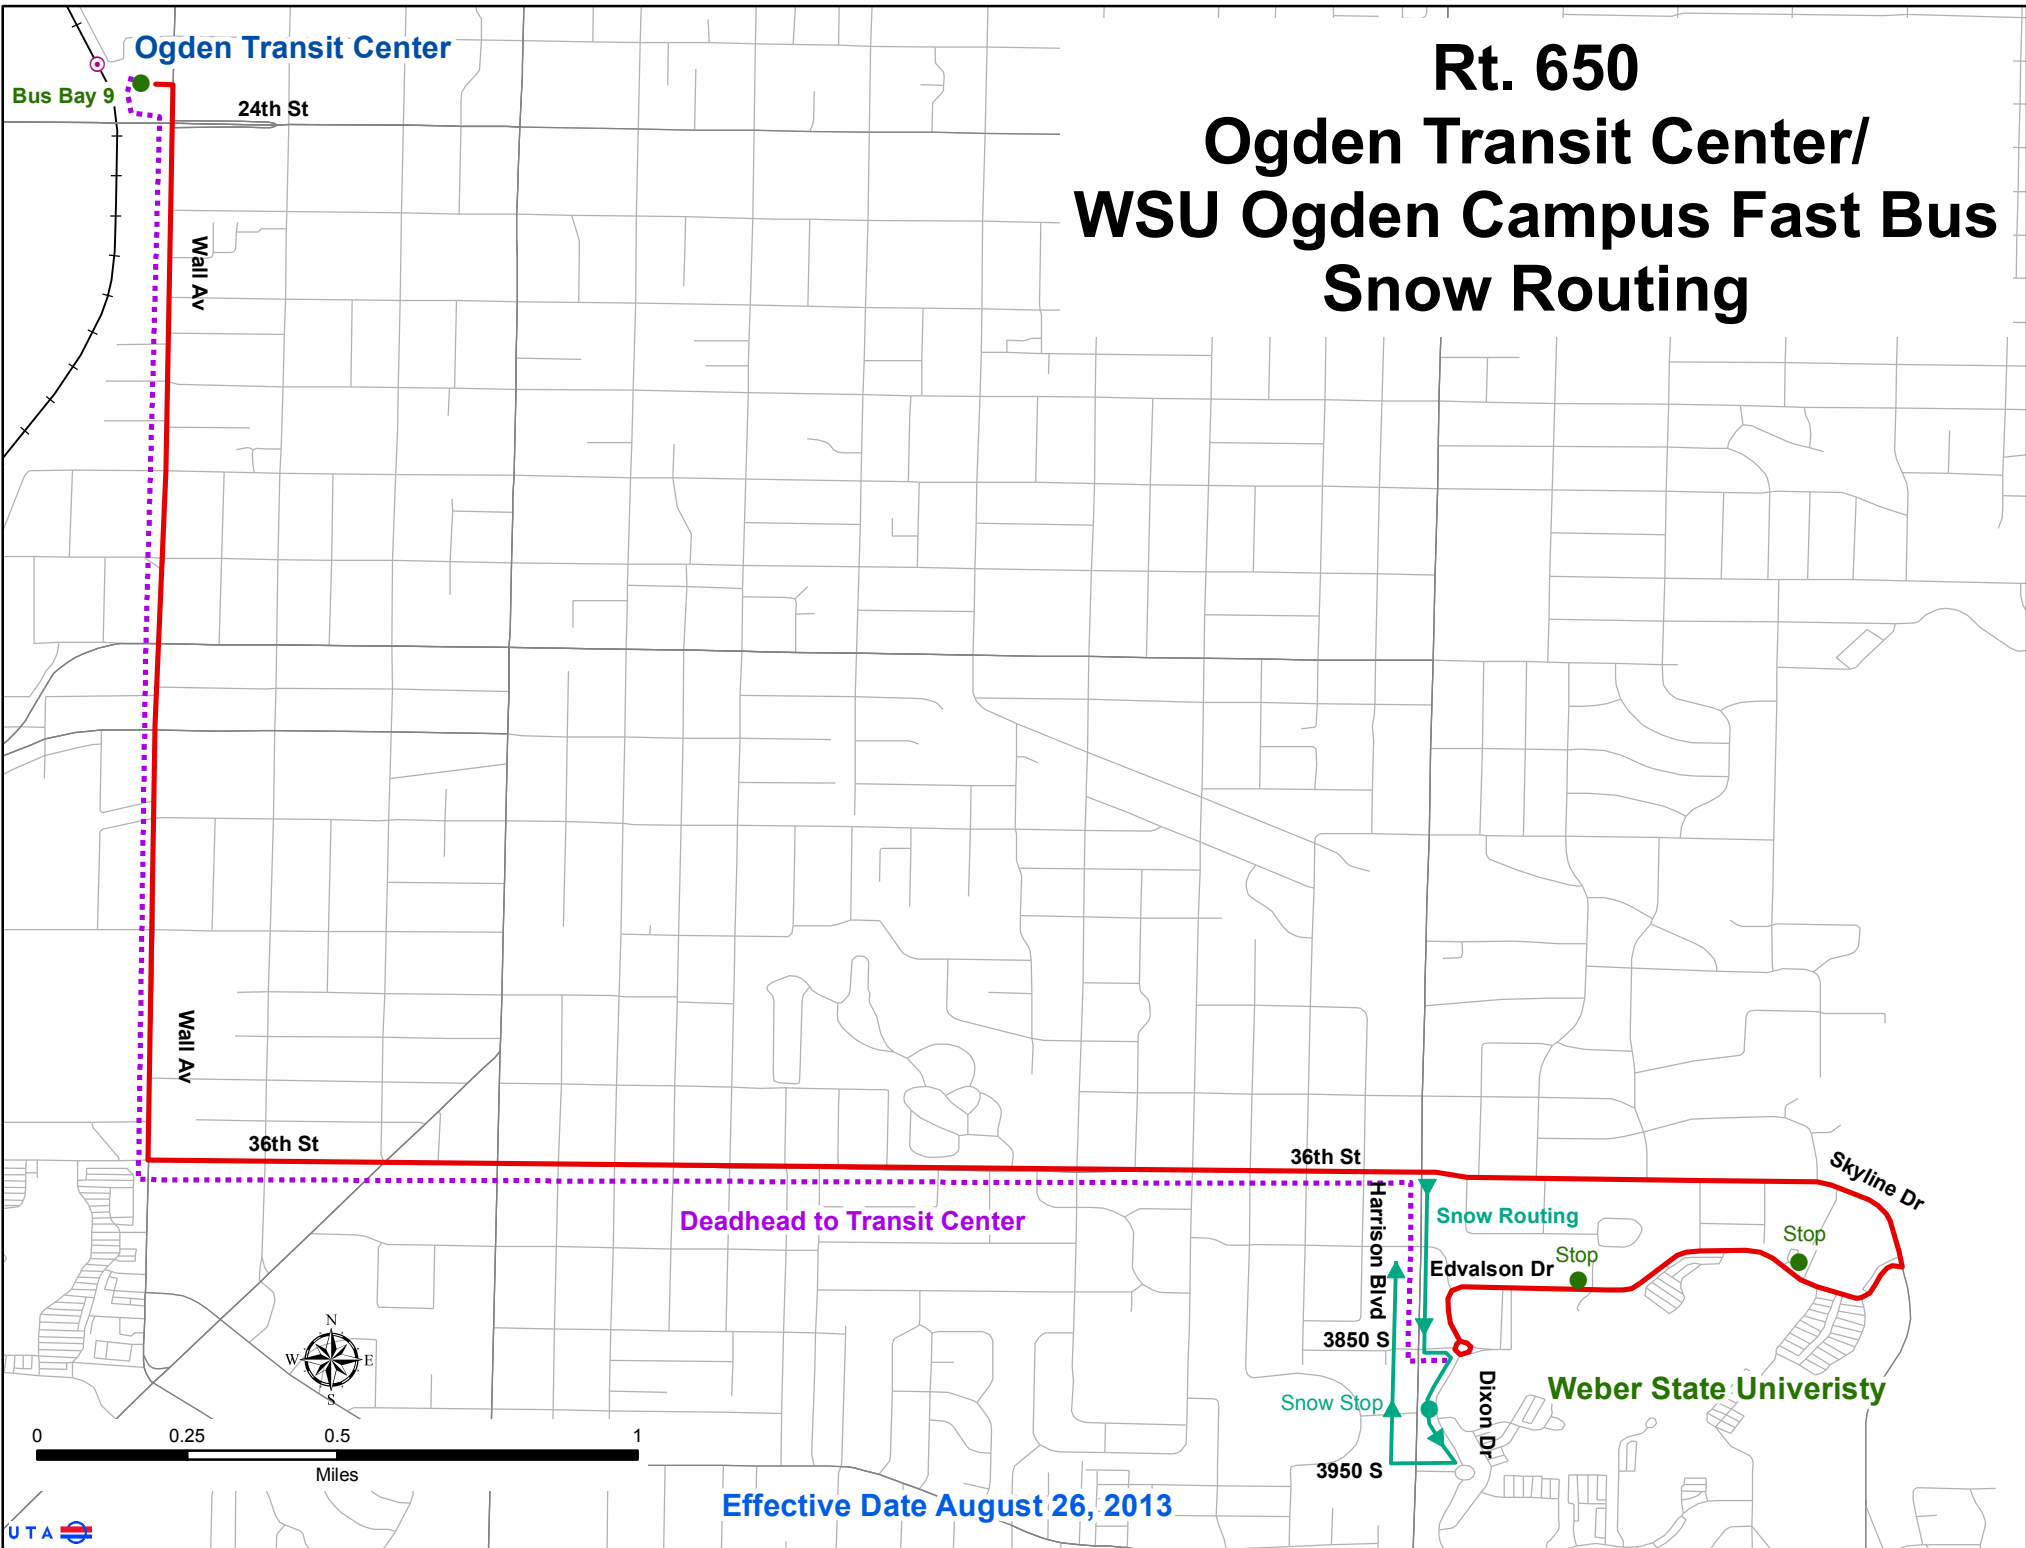 Rt. 650
Ogden Transit Center/
WSU Ogden Campus Fast Bus
Snow Routing
Ogden Transit Center
Bus Bay 9
24th St
Wall Av
Wall Av
36th St
36th St
Skyline Dr
Deadhead to Transit Center
Harrison Blvd
Snow Routing
Stop
Stop
Edvalson Dr
3850 S
Snow Stop
Dixon Dr
Weber State Univeristy
3950 S
N
W E
S
0 0.25 0.5 1
Miles
Effective Date August 26, 2013
UTA